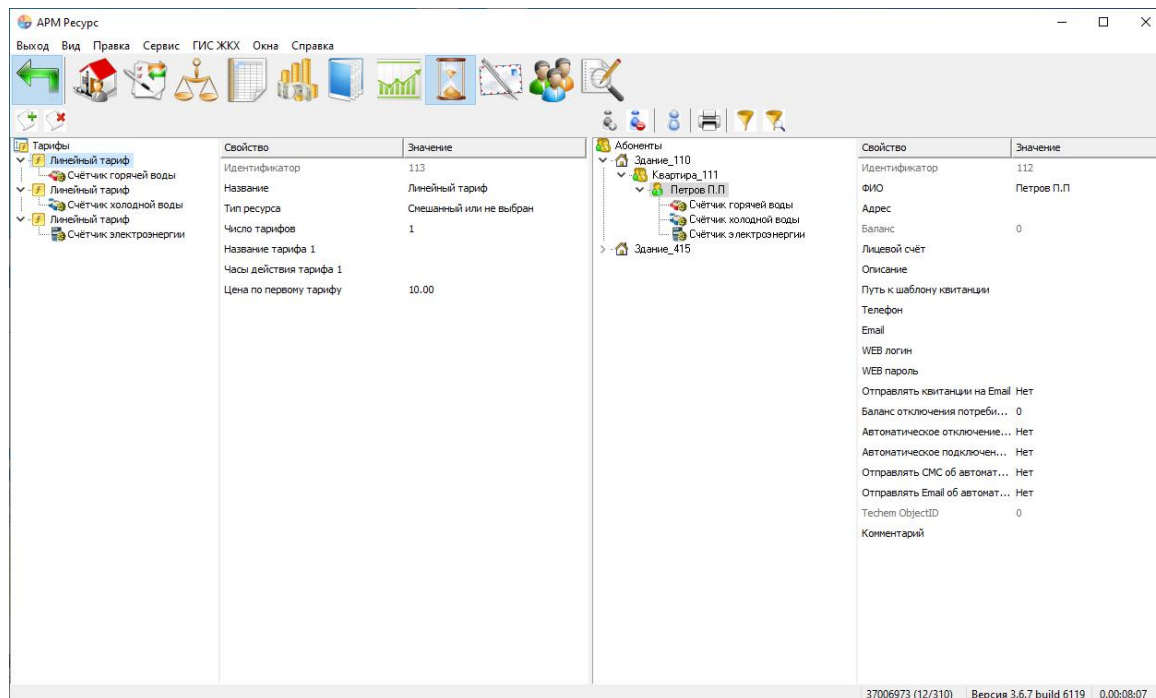 АРМ Ресурс
Выход Вид Правка Сервис ГИС ЖКХ Окна Справка
Тарифы
Линейный тариф
Счётчик горячей воды
Линейный тариф
Счётчик холодной воды
Линейный тариф
Счётчик электроэнергии
Свойство Значение
Идентификатор 113
Название Линейный тариф
Тип ресурса Смешанный или не выбран
Число тарифов 1
Название тарифа 1
Часы действия тарифа 1
Цена по первому тарифу 10.00
Абоненты
Здание_110
Квартира_111
Петров П.П
Счётчик горячей воды
Счётчик холодной воды
Счётчик электроэнергии
Здание_415
Свойство Значение
Идентификатор 112
ФИО Петров П.П
Адрес
Баланс 0
Лицевой счёт
Описание
Путь к шаблону квитанции
Телефон
Email
WEB логин
WEB пароль
Отправлять квитанции на Email Нет
Баланс отключения потреби... 0
Автоматическое отключение... Нет
Автоматическое подключен... Нет
Отправлять СМС об автомат... Нет
Отправлять Email об автомат... Нет
Techem ObjectID 0
Комментарий
37006973 (12/310) Версия 3.6.7 build 6119 0.00:08:07